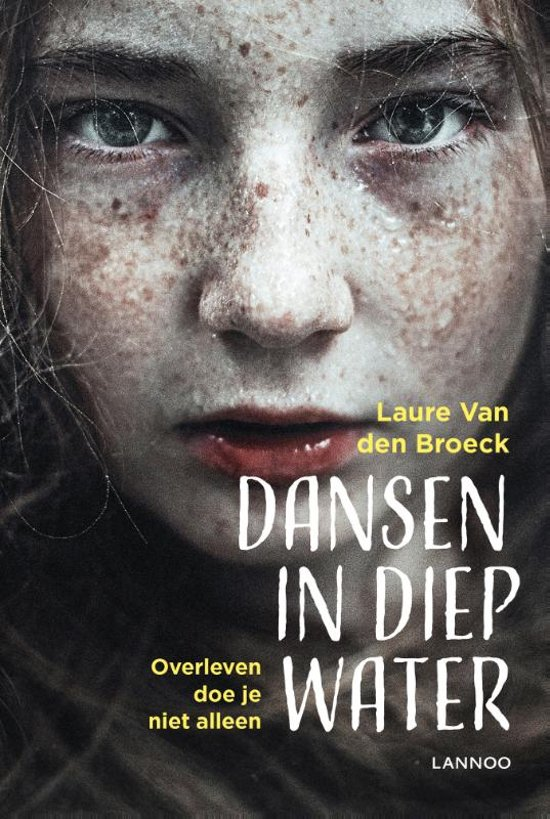 Laure Van
den Broeck
DANSEN
IN DIEP
WATER
Overleven
doe je
niet alleen
LANNOO